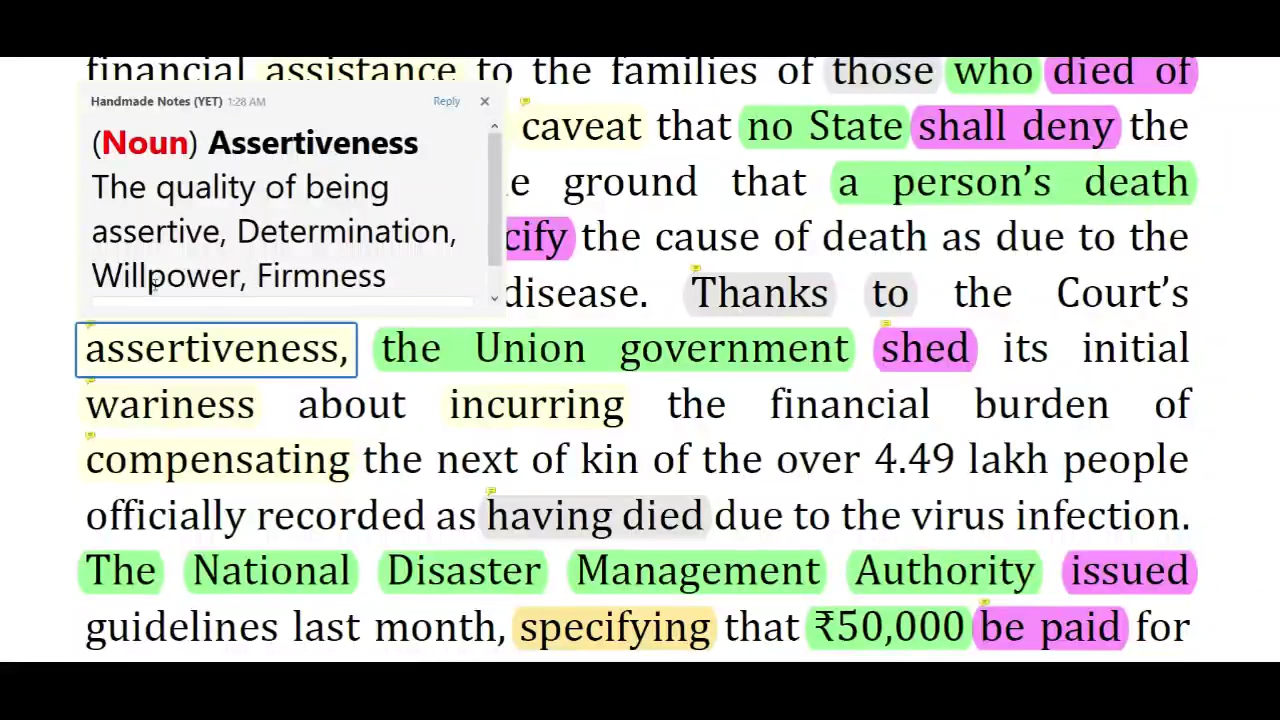 financial assistance to the families of those who died of
Handmade Notes (YET) 1:28 AM Reply
(Noun) Assertiveness
The quality of being
assertive, Determination,
Willpower, Firmness
caveat that no State shall deny the
e ground that a person's death
cify the cause of death as due to the
disease. Thanks to the Court's
assertiveness, the Union government shed its initial
wariness about incurring the financial burden of
compensating the next of kin of the over 4.49 lakh people
officially recorded as having died due to the virus infection.
The National Disaster Management Authority issued
guidelines last month, specifying that ₹50,000 be paid for